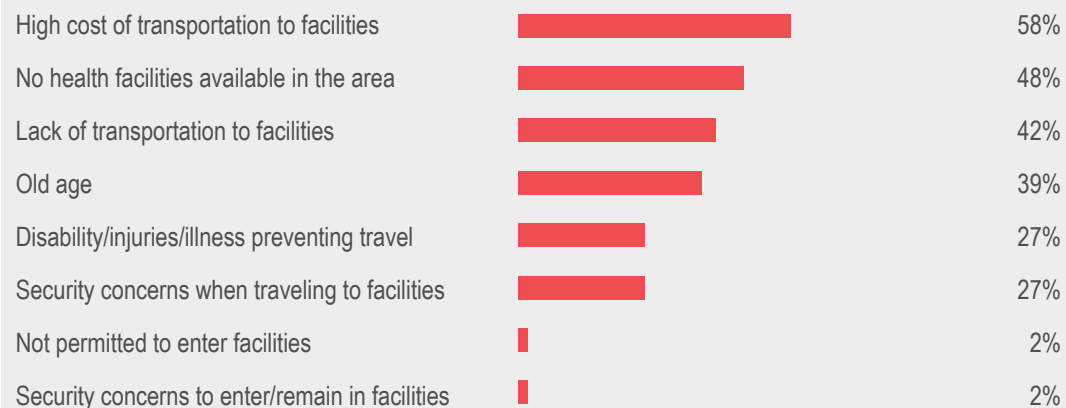 High cost of transportation to facilities 58%
No health facilities available in the area 48%
Lack of transportation to facilities 42%
Old age 39%
Disability/injuries/illness preventing travel 27%
Security concerns when traveling to facilities 27%
Not permitted to enter facilities 2%
Security concerns to enter/remain in facilities 2%